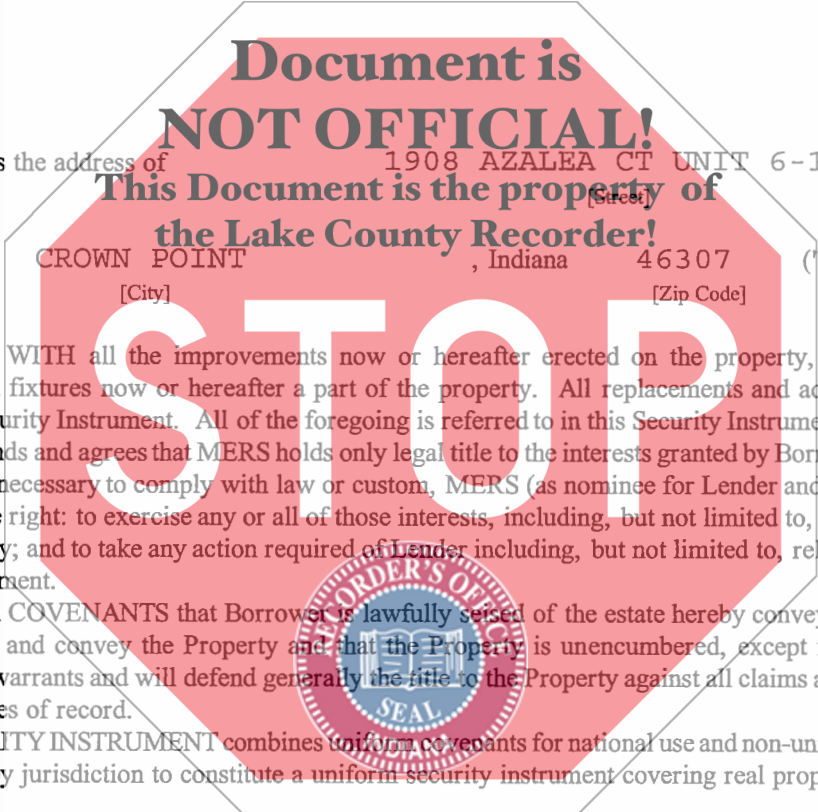 Document is
NOT OFFICIAL!
s the address of 1908 AZALEA CT UNIT 6-1
This Document is the property of
[Street]
the Lake County Recorder!
CROWN POINT , Indiana 46307 ("
[City] [Zip Code]
STOP
WITH all the improvements now or hereafter erected on the property,
fixtures now or hereafter a part of the property. All replacements and ad
urity Instrument. All of the foregoing is referred to in this Security Instrume
ds and agrees that MERS holds only legal title to the interests granted by Borr
necessary to comply with law or custom, MERS (as nominee for Lender and
right: to exercise any or all of those interests, including, but not limited to,
y; and to take any action required of Lender including, but not limited to, rel
ment.
COVENANTS that Borrower is lawfully seised of the estate hereby convey
and convey the Property and that the Property is unencumbered, except
warrants and will defend generally the title to the Property against all claims a
es of record.
ITY INSTRUMENT combines uniform covenants for national use and non-un
y jurisdiction to constitute a uniform security instrument covering real prop
RECORDER'S OFFICE
SEAL
INDIANA